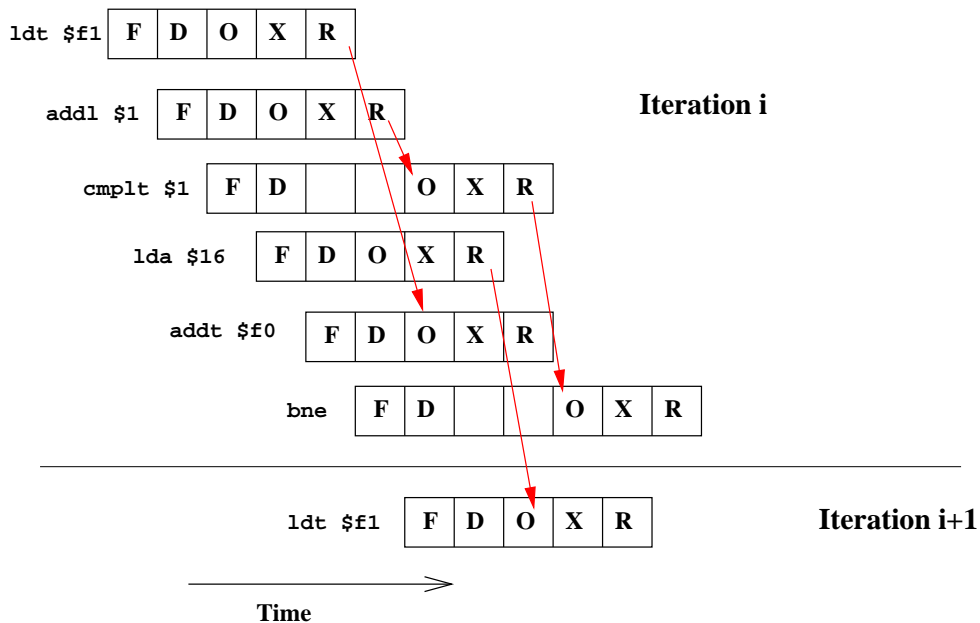 ldt $f1 F D O X R
addl $1 F D O X R
Iteration i
cmplt $1 F D O X R
lda $16 F D O X R
addt $f0 F D O X R
bne F D O X R
ldt $f1 F D O X R
Iteration i+1
Time